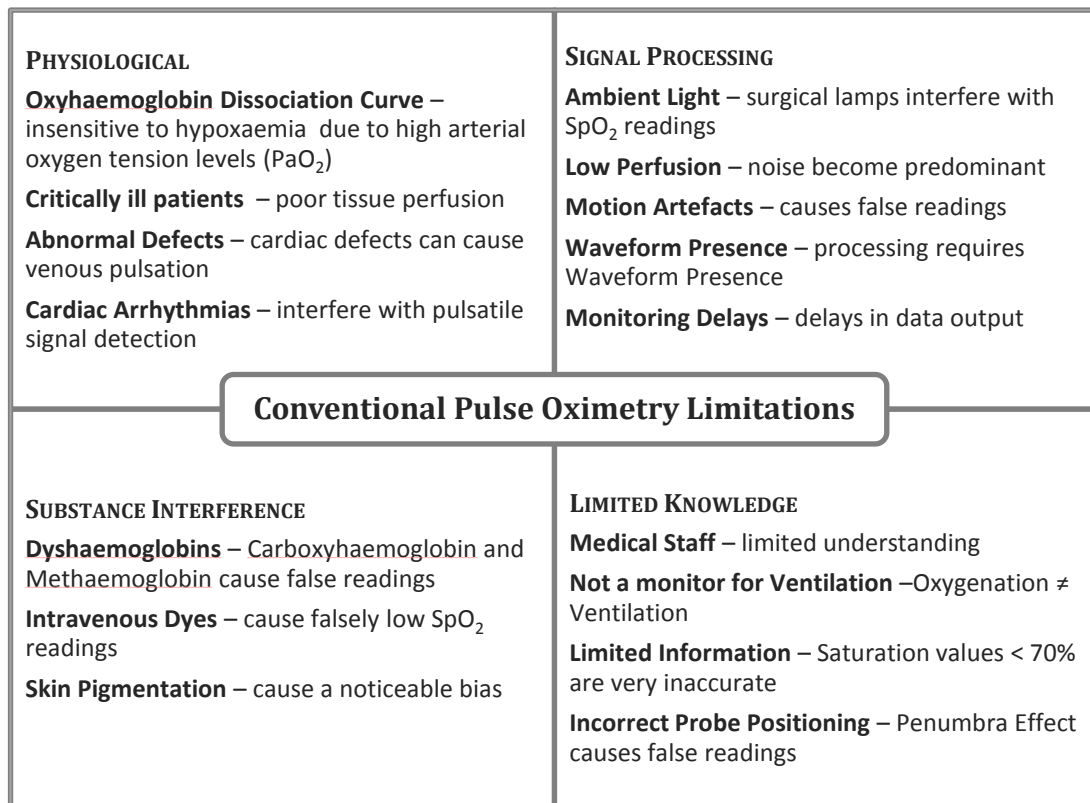 PHYSIOLOGICAL
Oxyhaemoglobin Dissociation Curve –
insensitive to hypoxaemia  due to high arterial
oxygen tension levels (PaO₂)
Critically ill patients  – poor tissue perfusion
Abnormal Defects – cardiac defects can cause
venous pulsation
Cardiac Arrhythmias – interfere with pulsatile
signal detection
SIGNAL PROCESSING
Ambient Light – surgical lamps interfere with
SpO₂ readings
Low Perfusion – noise become predominant
Motion Artefacts – causes false readings
Waveform Presence – processing requires
Waveform Presence
Monitoring Delays – delays in data output
Conventional Pulse Oximetry Limitations
SUBSTANCE INTERFERENCE
Dyshaemoglobins – Carboxyhaemoglobin and
Methaemoglobin cause false readings
Intravenous Dyes – cause falsely low SpO₂
readings
Skin Pigmentation – cause a noticeable bias
LIMITED KNOWLEDGE
Medical Staff – limited understanding
Not a monitor for Ventilation –Oxygenation ≠
Ventilation
Limited Information – Saturation values < 70%
are very inaccurate
Incorrect Probe Positioning – Penumbra Effect
causes false readings